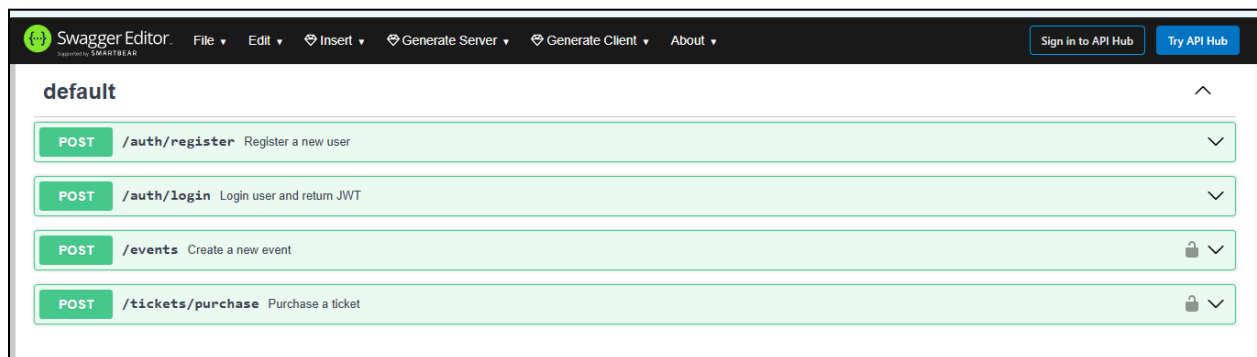 Swagger Editor. File Edit Insert Generate Server Generate Client About Sign in to API Hub Try API Hub
Supported by SMARTBEAR
default
POST /auth/register Register a new user
POST /auth/login Login user and return JWT
POST /events Create a new event
POST /tickets/purchase Purchase a ticket